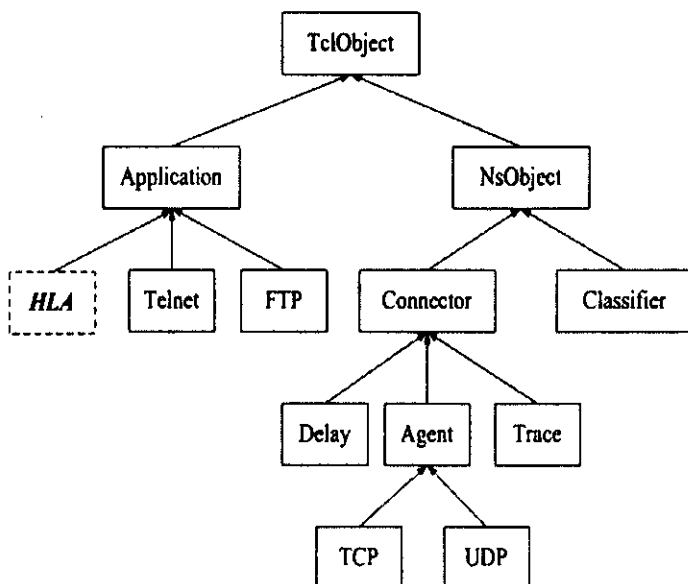 TclObject
Application
NsObject
HLA
Telnet
FTP
Connector
Classifier
Delay
Agent
Trace
TCP
UDP